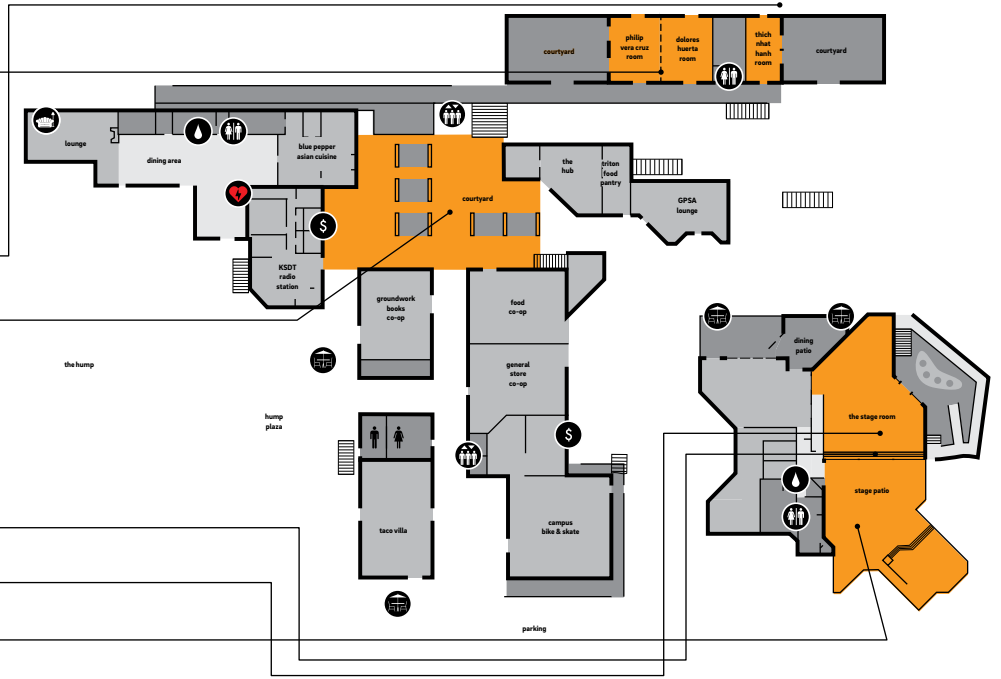 courtyard
philip
vera cruz
room
dolores
huerta
room
thich
nhat
hanh
room
courtyard
lounge
dining area
blue pepper
asian cuisine
the
hub
triton
food
pantry
GPSA
lounge
courtyard
$
KSDT
radio
station
groundwork
books
co-op
food
co-op
dining
patio
the hump
general
store
co-op
hump
plaza
the stage room
$
stage patio
taco villa
campus
bike & skate
parking